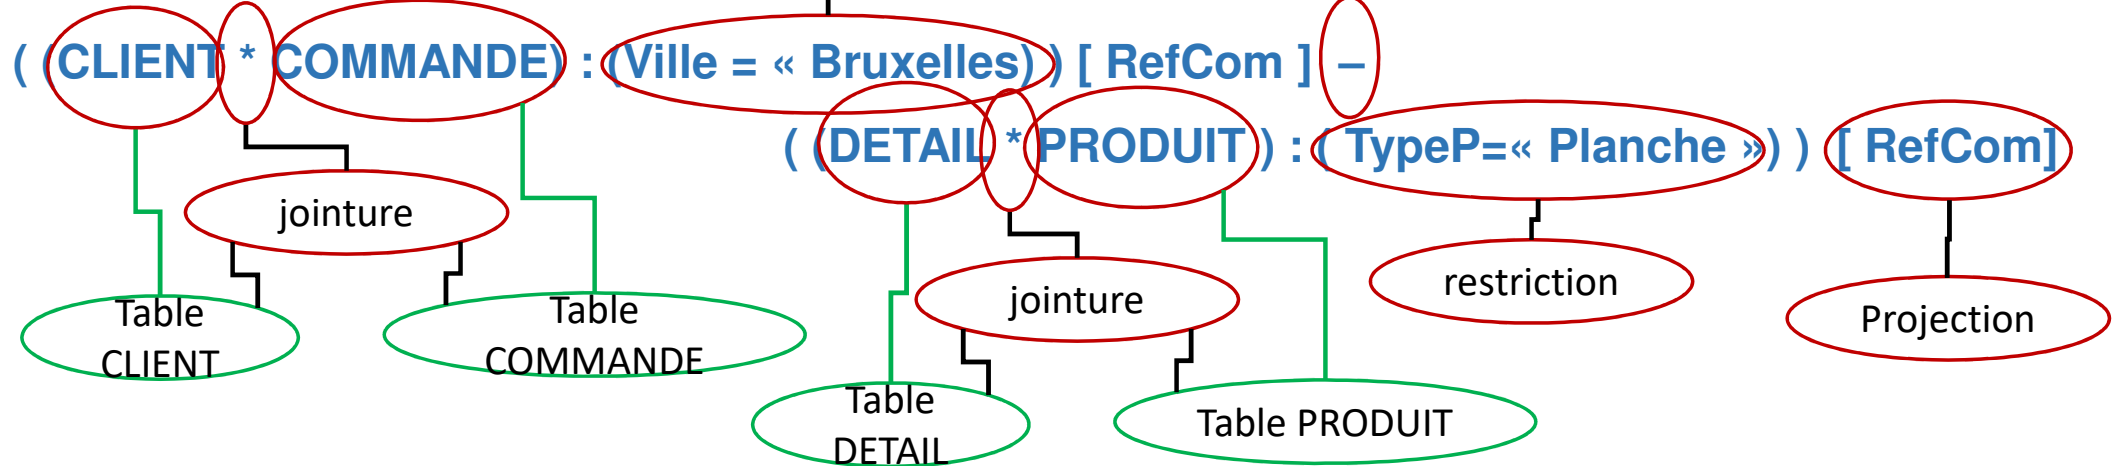 ( (CLIENT * COMMANDE) : (Ville = « Bruxelles) ) [ RefCom ] –
( (DETAIL * PRODUIT ) : ( TypeP=« Planche ») ) [ RefCom]
jointure
restriction
jointure
Projection
Table
CLIENT
Table
COMMANDE
Table
DETAIL
Table PRODUIT